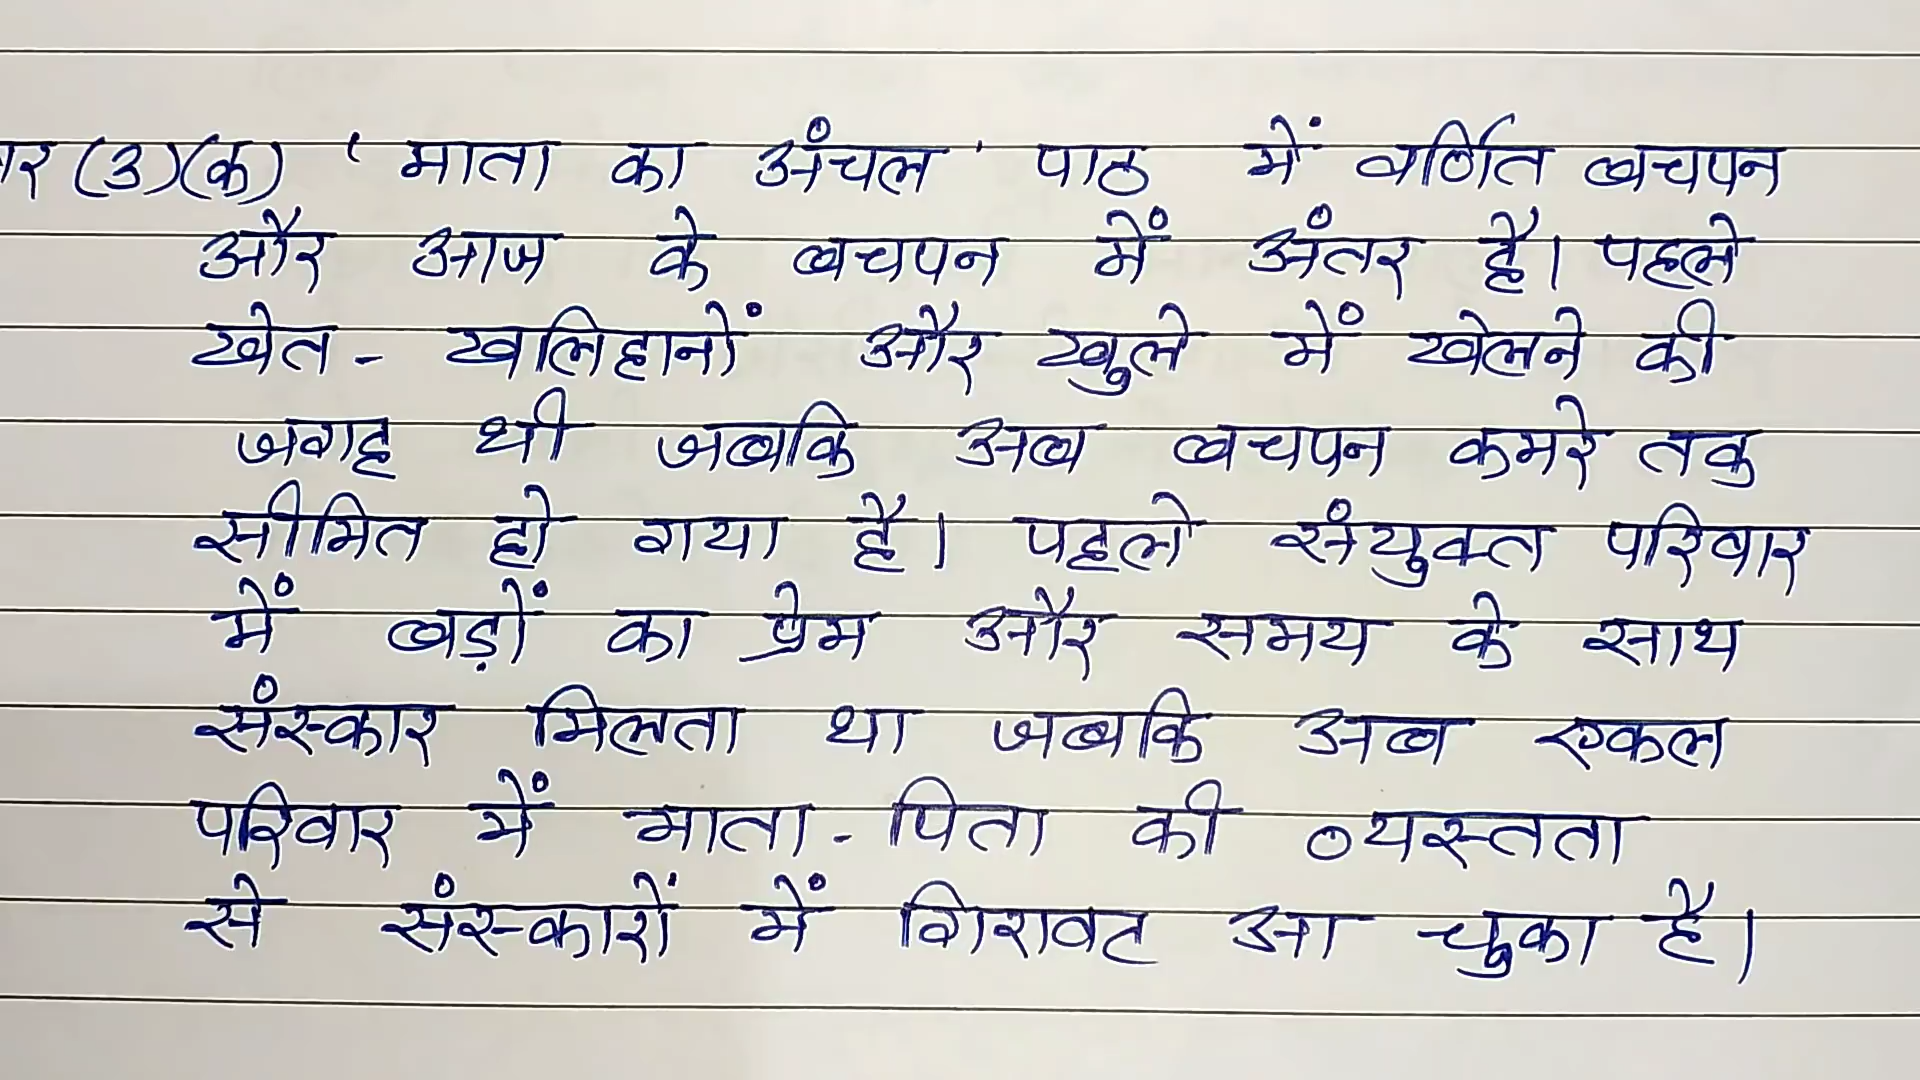 (3)(क) 'माता का अंचल' पाठ में वर्णित बचपन
और आज के बचपन में अंतर है। पहले
खेत - खलिहानों और खुले में खेलने की
जगह थी जबकि अब बचपन कमरे तक
सीमित हो गया है। पहले संयुक्त परिवार
में बड़ों का प्रेम और समय के साथ
संस्कार मिलता था जबकि अब एकल
परिवार में माता - पिता की व्यस्तता
से संस्कारों में गिरावट आ चुका है।